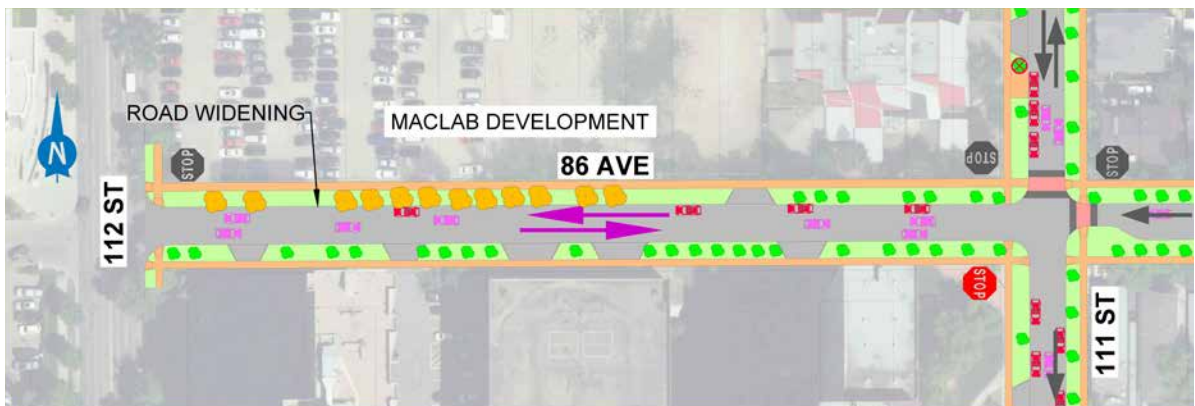 ROAD WIDENING
MACLAB DEVELOPMENT
86 AVE
STOP
STOP
STOP
N
112 ST
STOP
111 ST